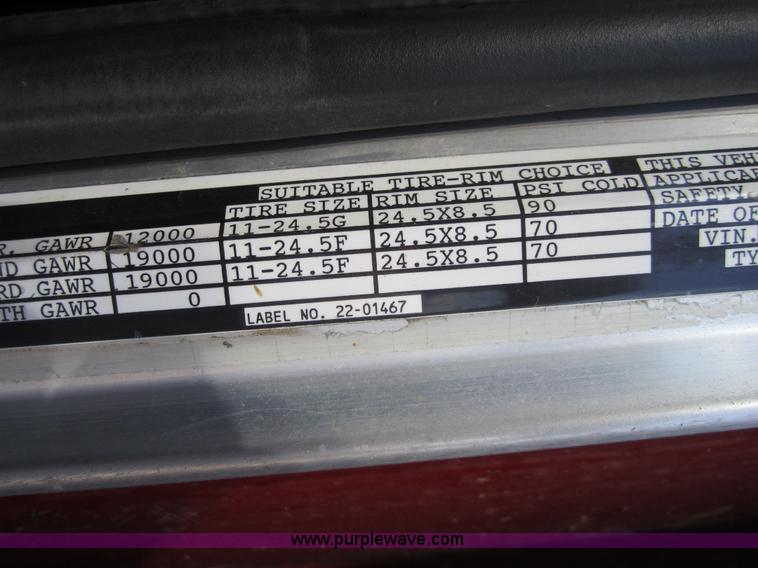 SUITABLE TIRE-RIM CHOICE THIS VEH
TIRE SIZE RIM SIZE PSI COLD APPLICA
R. GAWR 12000 11-24.5G 24.5X8.5 90 SAFETY
ND GAWR 19000 11-24.5F 24.5X8.5 70 DATE OF
RD GAWR 19000 11-24.5F 24.5X8.5 70 VIN.
TH GAWR 0 TY
LABEL NO. 22-01467
www.purplewave.com